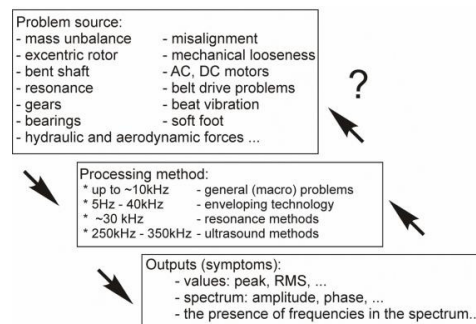 Problem source:
- mass unbalance - misalignment
- excentric rotor - mechanical looseness
- bent shaft - AC, DC motors
- resonance - belt drive problems
- gears - beat vibration
- bearings - soft foot
- hydraulic and aerodynamic forces ...
?
Processing method:
* up to ~10kHz - general (macro) problems
* 5Hz - 40kHz - enveloping technology
* ~30 kHz - resonance methods
* 250kHz - 350kHz - ultrasound methods
Outputs (symptoms):
- values: peak, RMS, ...
- spectrum: amplitude, phase, ...
- the presence of frequencies in the spectrum...